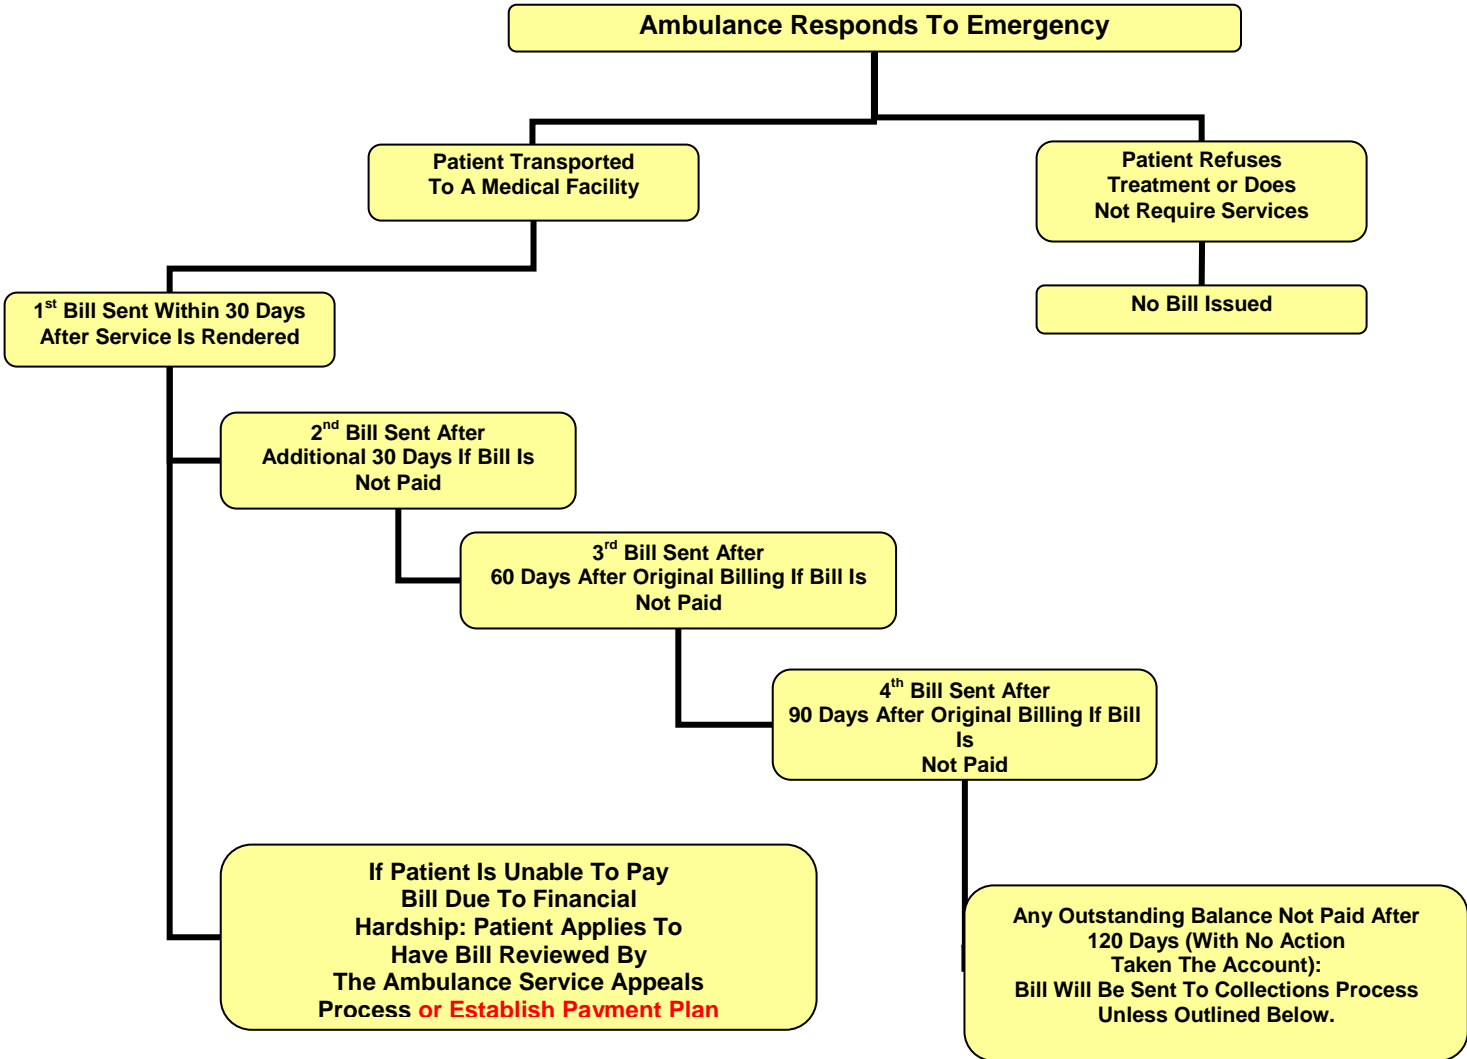 Ambulance Responds To Emergency
Patient Transported
To A Medical Facility
Patient Refuses
Treatment or Does
Not Require Services
1st Bill Sent Within 30 Days
After Service Is Rendered
No Bill Issued
2nd Bill Sent After
Additional 30 Days If Bill Is
Not Paid
3rd Bill Sent After
60 Days After Original Billing If Bill Is
Not Paid
4th Bill Sent After
90 Days After Original Billing If Bill
Is
Not Paid
If Patient Is Unable To Pay
Bill Due To Financial
Hardship: Patient Applies To
Have Bill Reviewed By
The Ambulance Service Appeals
Process or Establish Payment Plan
Any Outstanding Balance Not Paid After
120 Days (With No Action
Taken The Account):
Bill Will Be Sent To Collections Process
Unless Outlined Below.